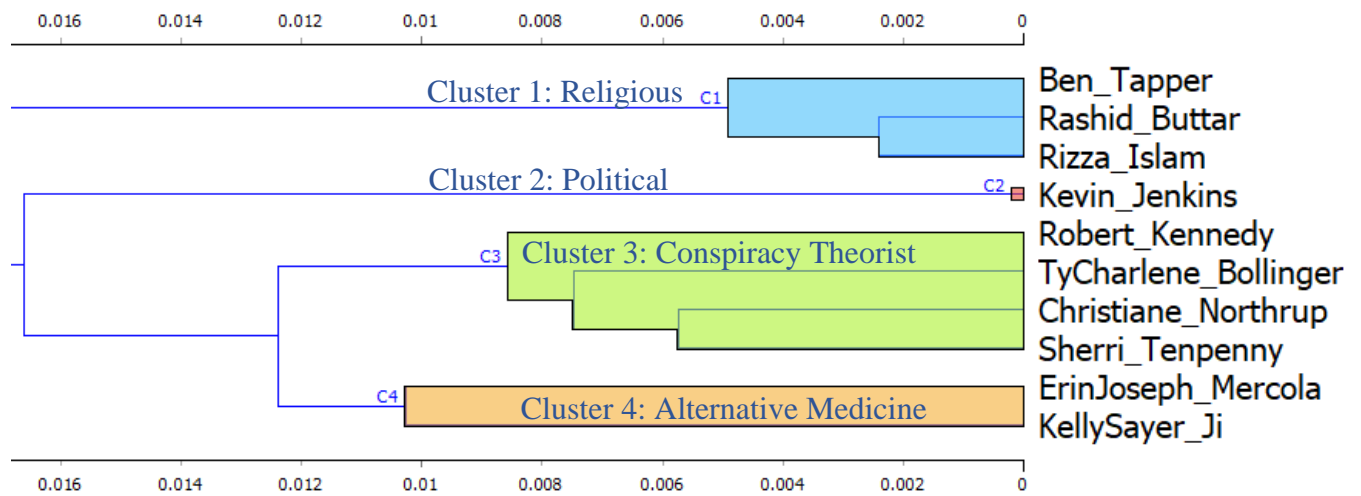 0.016 0.014 0.012 0.01 0.008 0.006 0.004 0.002 0
Ben_Tapper
Cluster 1: Religious C1
Rashid_Buttar
Rizza_Islam
Cluster 2: Political C2
Kevin_Jenkins
Robert_Kennedy
C3 Cluster 3: Conspiracy Theorist
TyCharlene_Bollinger
Christiane_Northrup
Sherri_Tenpenny
ErinJoseph_Mercola
C4 Cluster 4: Alternative Medicine
KellySayer_Ji
0.016 0.014 0.012 0.01 0.008 0.006 0.004 0.002 0